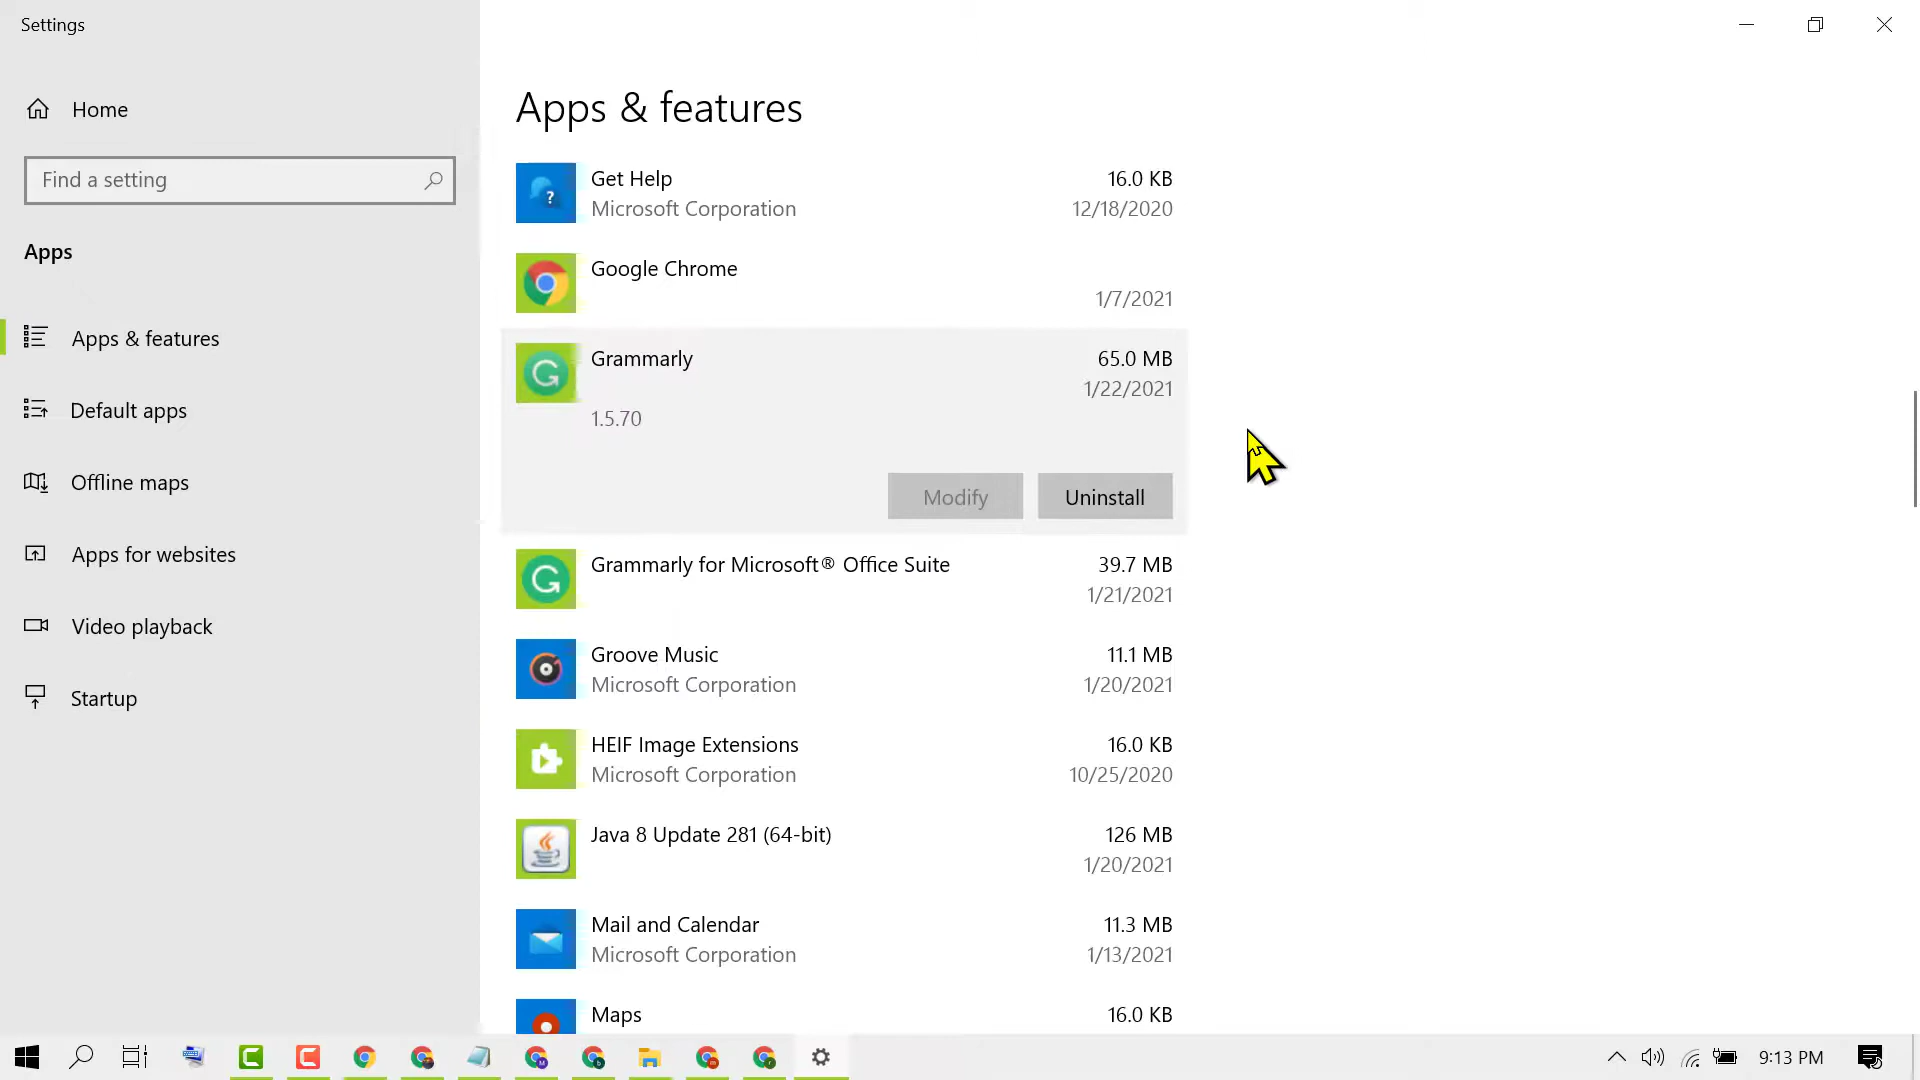 Settings
Home
Find a setting
Apps
Apps & features
Default apps
Offline maps
Apps for websites
Video playback
Startup
Apps & features
Get Help 16.0 KB
Microsoft Corporation 12/18/2020
Google Chrome
1/7/2021
Grammarly 65.0 MB
1/22/2021
1.5.70
Modify Uninstall
Grammarly for Microsoft® Office Suite 39.7 MB
1/21/2021
Groove Music 11.1 MB
Microsoft Corporation 1/20/2021
HEIF Image Extensions 16.0 KB
Microsoft Corporation 10/25/2020
Java 8 Update 281 (64-bit) 126 MB
1/20/2021
Mail and Calendar 11.3 MB
Microsoft Corporation 1/13/2021
Maps 16.0 KB
9:13 PM